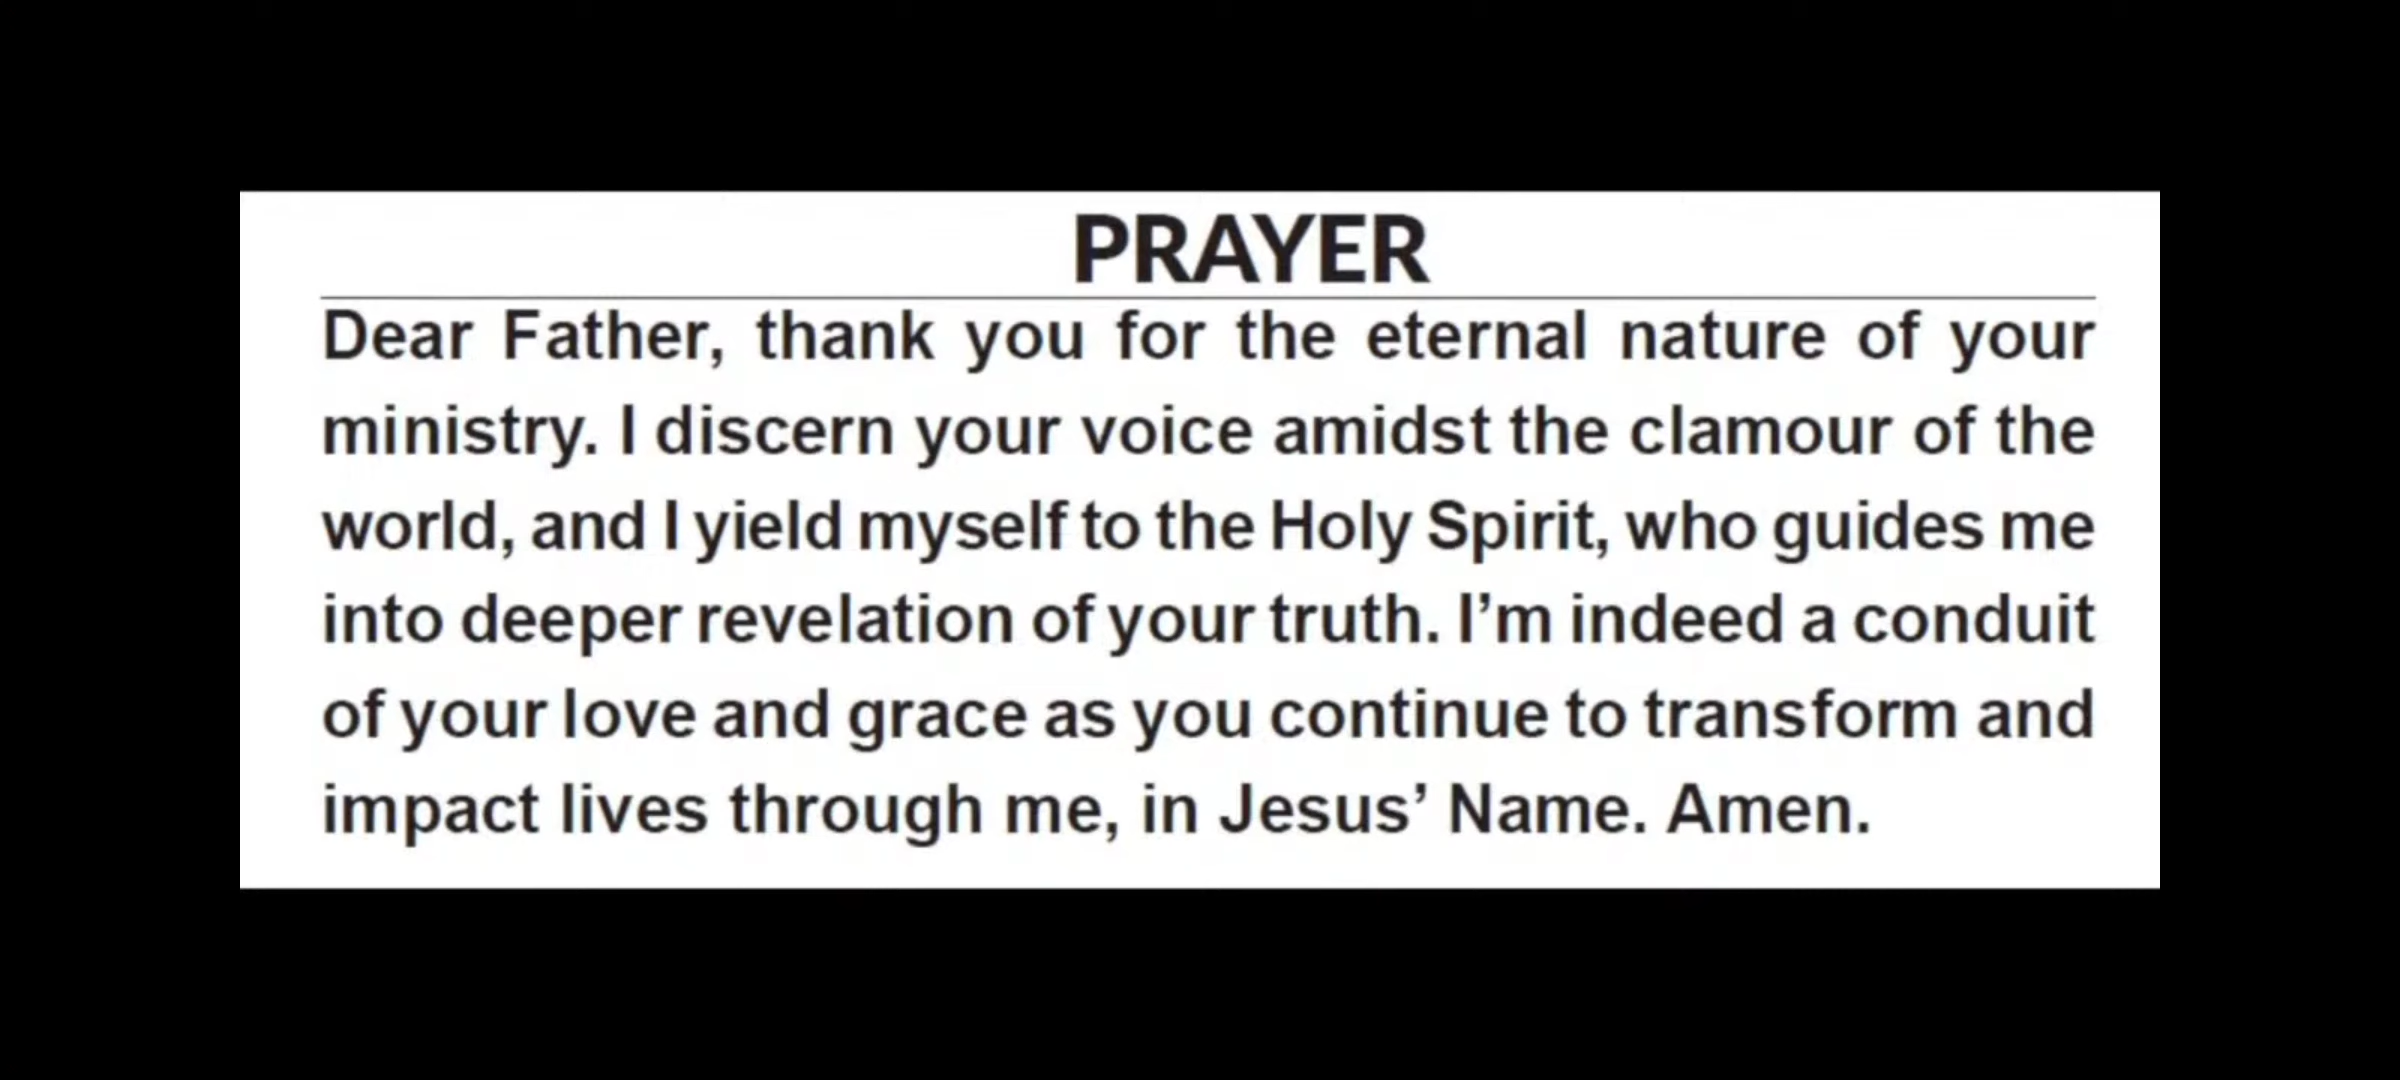 PRAYER
Dear Father, thank you for the eternal nature of your
ministry. I discern your voice amidst the clamour of the
world, and I yield myself to the Holy Spirit, who guides me
into deeper revelation of your truth. I’m indeed a conduit
of your love and grace as you continue to transform and
impact lives through me, in Jesus’ Name. Amen.